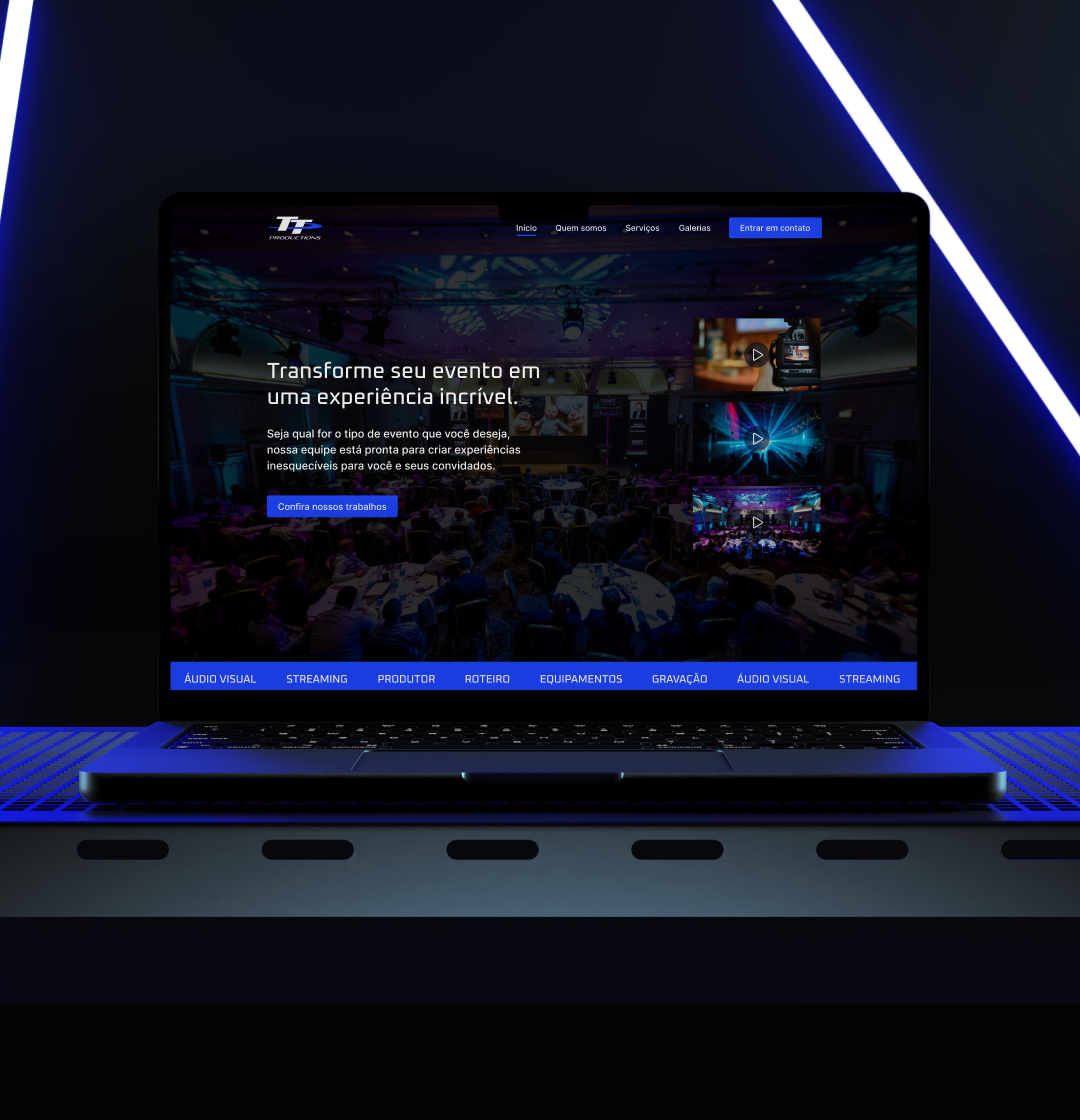 TT
PRODUCTIONS
Início
Quem somos
Serviços
Galerias
Entrar em contato
Transforme seu evento em
uma experiência incrível.
Seja qual for o tipo de evento que você deseja,
nossa equipe está pronta para criar experiências
inesquecíveis para você e seus convidados.
Confira nossos trabalhos
ÁUDIO VISUAL STREAMING PRODUTOR ROTEIRO EQUIPAMENTOS GRAVAÇÃO ÁUDIO VISUAL STREAMING